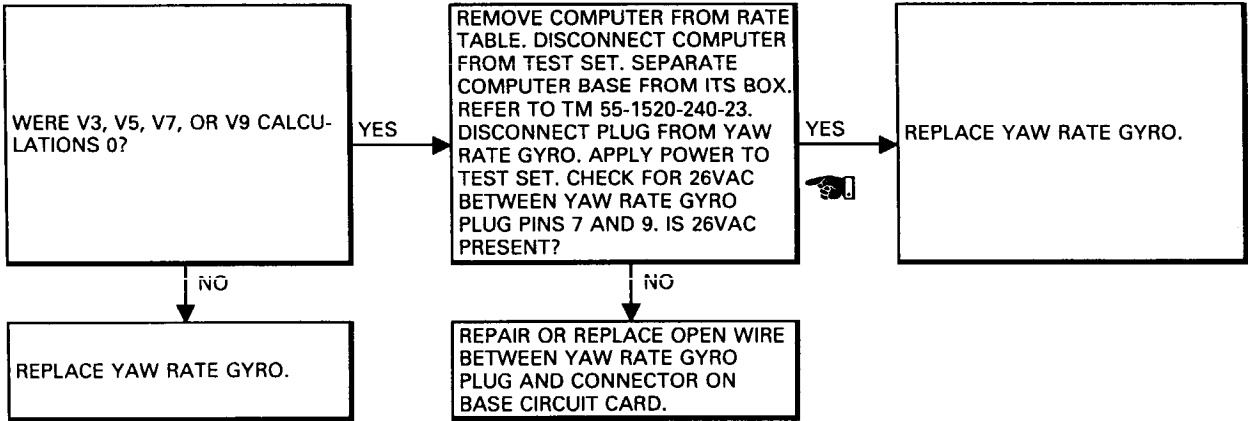 WERE V3, V5, V7, OR V9 CALCU-
LATIONS 0?
YES
REMOVE COMPUTER FROM RATE
TABLE. DISCONNECT COMPUTER
FROM TEST SET. SEPARATE
COMPUTER BASE FROM ITS BOX.
REFER TO TM 55-1520-240-23.
DISCONNECT PLUG FROM YAW
RATE GYRO. APPLY POWER TO
TEST SET. CHECK FOR 26VAC
BETWEEN YAW RATE GYRO
PLUG PINS 7 AND 9. IS 26VAC
PRESENT?
YES
REPLACE YAW RATE GYRO.
NO
REPLACE YAW RATE GYRO.
NO
REPAIR OR REPLACE OPEN WIRE
BETWEEN YAW RATE GYRO
PLUG AND CONNECTOR ON
BASE CIRCUIT CARD.